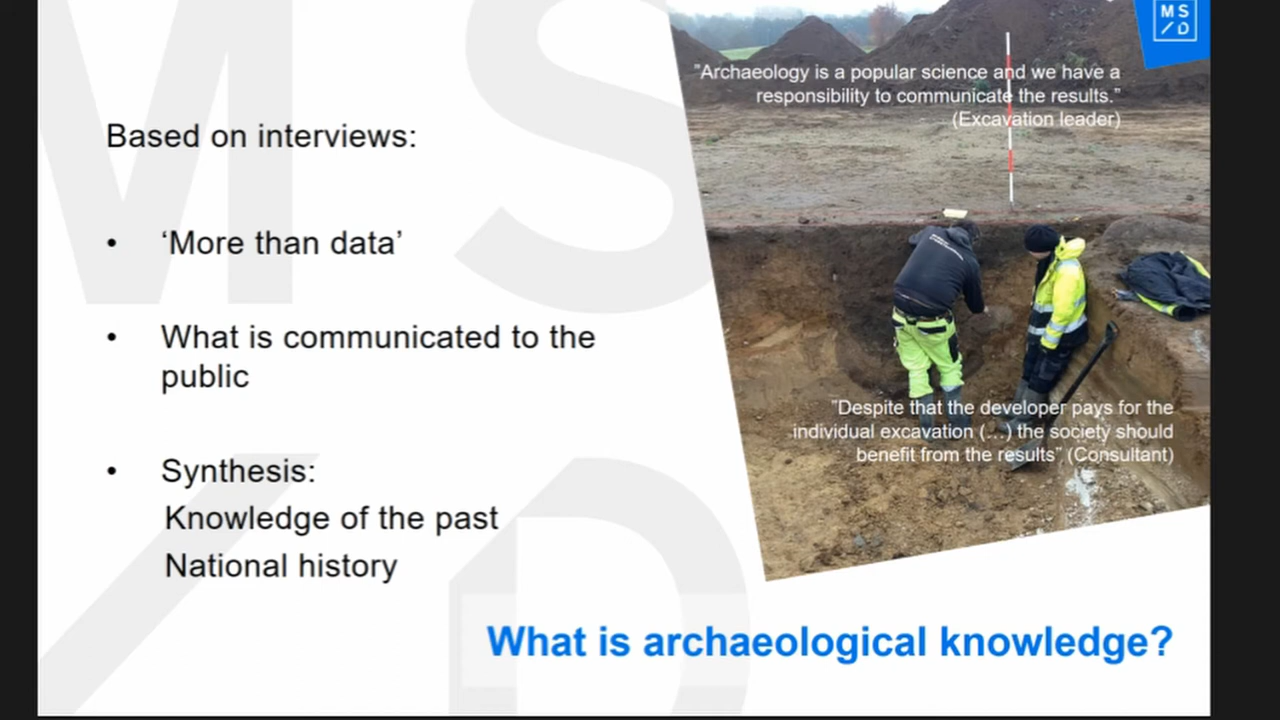 MS
/D
"Archaeology is a popular science and we have a
responsibility to communicate the results."
(Excavation leader)
Based on interviews:
• 'More than data'
• What is communicated to the
public
• Synthesis:
Knowledge of the past
National history
"Despite that the developer pays for the
individual excavation (...) the society should
benefit from the results" (Consultant)
What is archaeological knowledge?